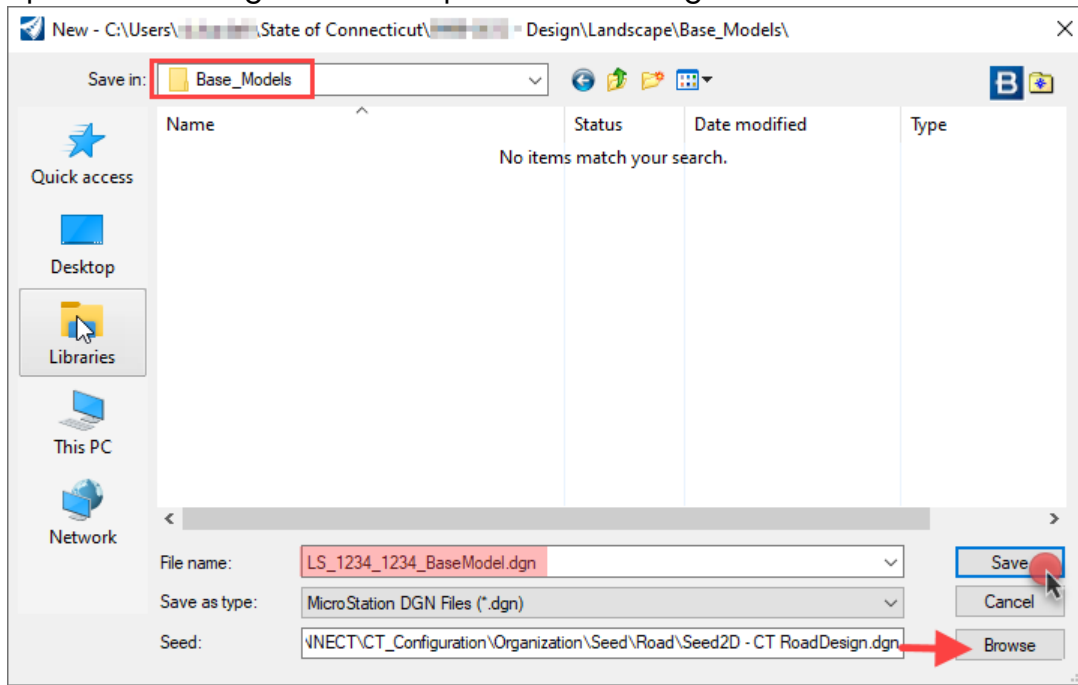 New - C:\Users\ \State of Connecticut\ - Design\Landscape\Base_Models\
Save in: Base_Models
Name Status Date modified Type
No items match your search.
Quick access
Desktop
Libraries
This PC
Network
File name: LS_1234_1234_BaseModel.dgn Save
Save as type: MicroStation DGN Files (*.dgn) Cancel
Seed: NNECT\CT_Configuration\Organization\Seed\Road\Seed2D - CT RoadDesign.dgn Browse